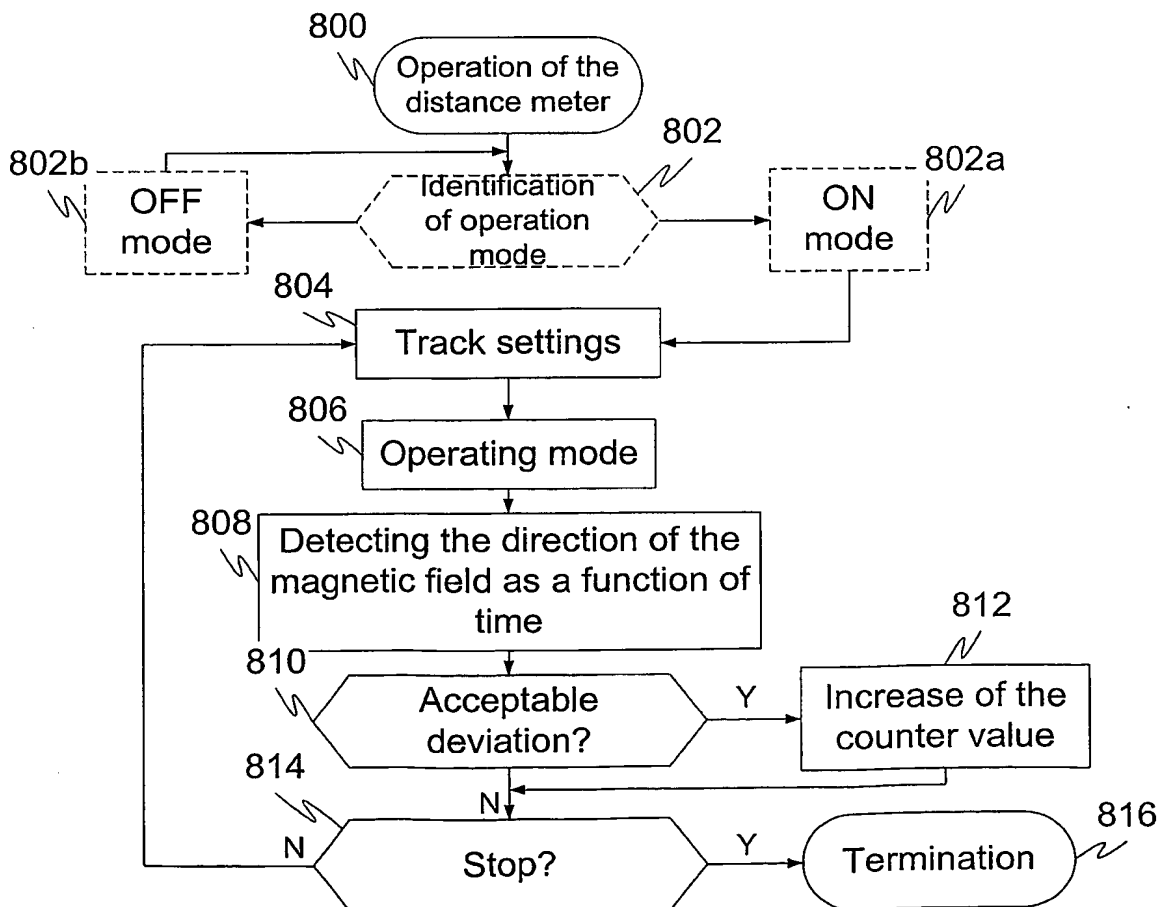 800
Operation of the
distance meter
802
802b
802a
OFF
mode
Identification
of operation
mode
ON
mode
804
Track settings
806
Operating mode
808
Detecting the direction of the
magnetic field as a function of
time
812
810
Acceptable
deviation?
Y
Increase of the
counter value
814
N
816
N
Stop?
Y
Termination